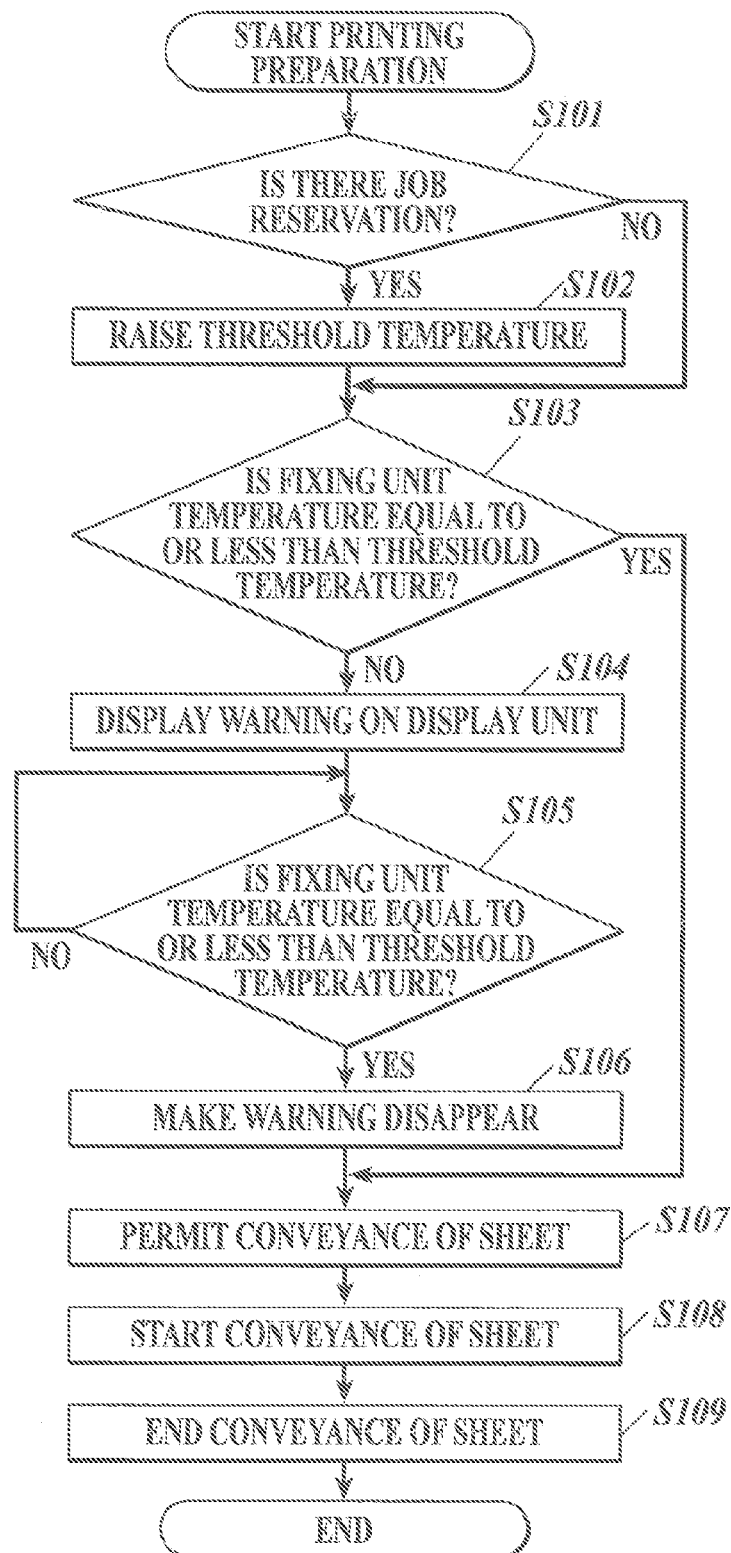 START PRINTING
PREPARATION
S101
IS THERE JOB
RESERVATION?
NO
YES
S102
RAISE THRESHOLD TEMPERATURE
S103
IS FIXING UNIT
TEMPERATURE EQUAL TO
OR LESS THAN THRESHOLD
TEMPERATURE?
YES
NO
S104
DISPLAY WARNING ON DISPLAY UNIT
S105
IS FIXING UNIT
TEMPERATURE EQUAL TO
OR LESS THAN THRESHOLD
TEMPERATURE?
NO
YES
S106
MAKE WARNING DISAPPEAR
PERMIT CONVEYANCE OF SHEET
S107
START CONVEYANCE OF SHEET
S108
END CONVEYANCE OF SHEET
S109
END